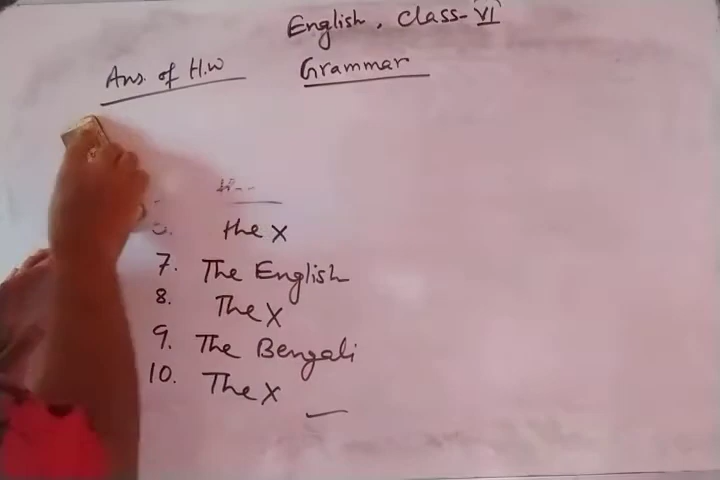 English, Class-VI
Ans. of H.W Grammar
the X
7. The English
8. The X
9. The Bengali
10. The X